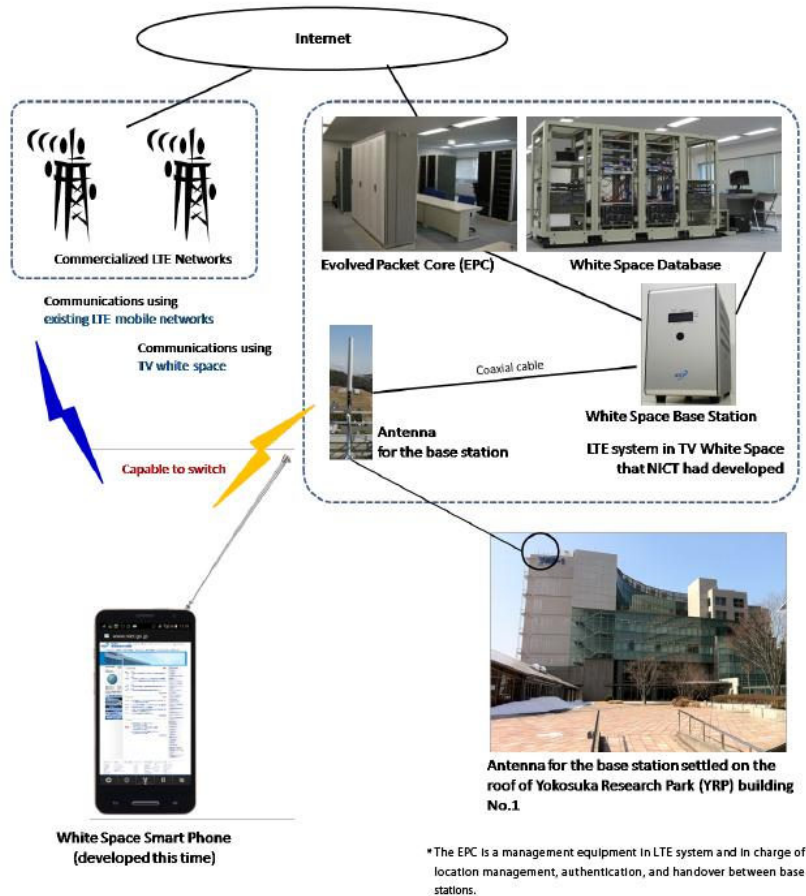 Internet
Commercialized LTE Networks
Evolved Packet Core (EPC)
White Space Database
Communications using
existing LTE mobile networks
Communications using
TV white space
Coaxial cable
White Space Base Station
Antenna
for the base station
LTE system in TV White Space
that NICT had developed
Capable to switch
www.nict.go.jp
Antenna for the base station settled on the
roof of Yokosuka Research Park (YRP) building
No.1
White Space Smart Phone
(developed this time)
* The EPC is a management equipment in LTE system and in charge of
location management, authentication, and handover between base
stations.